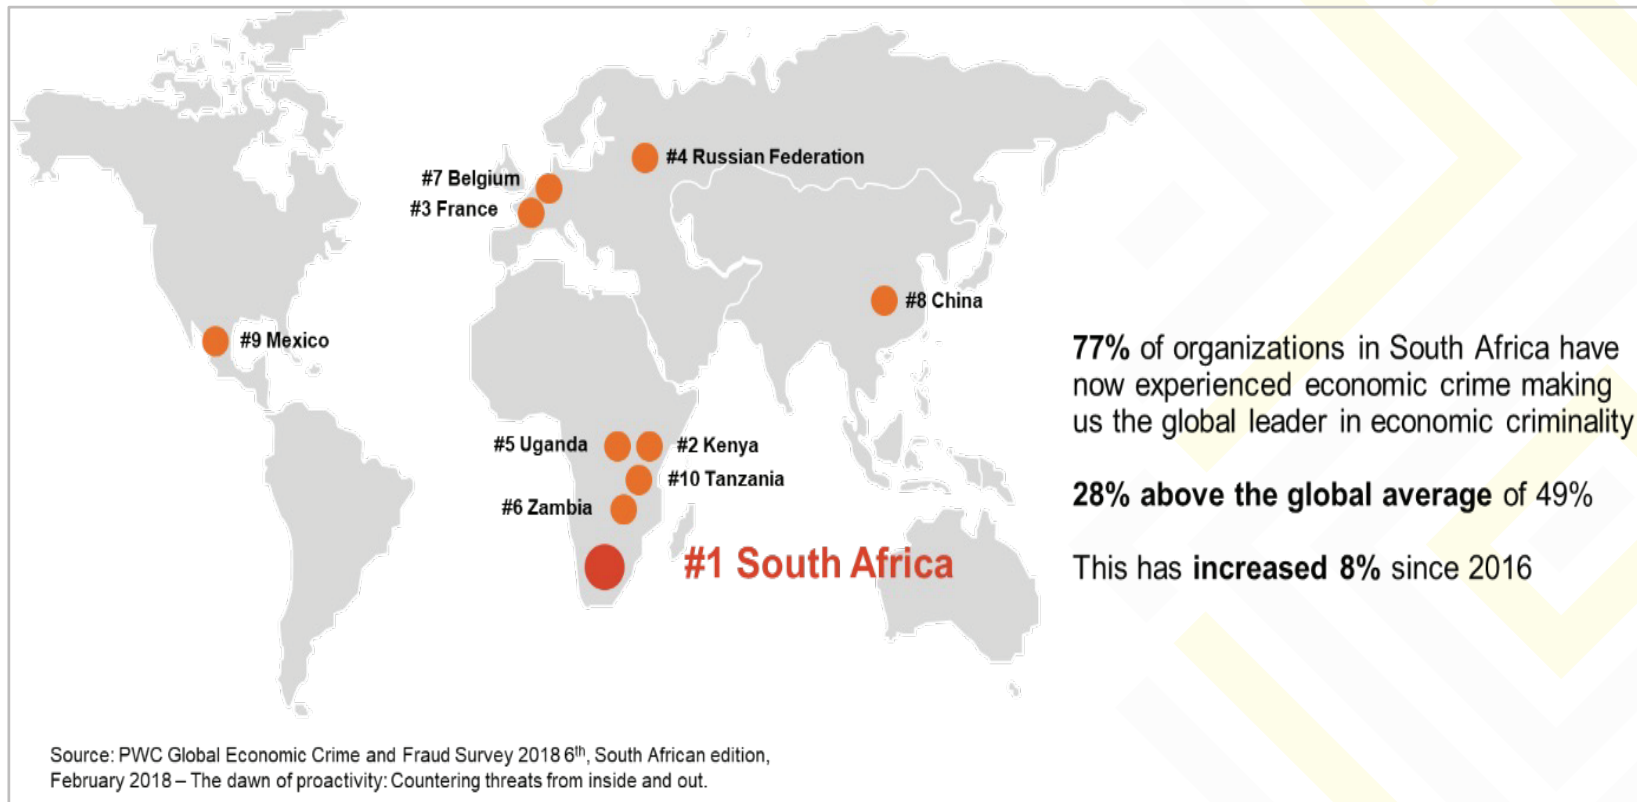 #4 Russian Federation
#7 Belgium
#3 France
#8 China
#9 Mexico
#5 Uganda
#2 Kenya
#10 Tanzania
#6 Zambia
#1 South Africa
77% of organizations in South Africa have
now experienced economic crime making
us the global leader in economic criminality
28% above the global average of 49%
This has increased 8% since 2016
Source: PWC Global Economic Crime and Fraud Survey 2018 6th, South African edition,
February 2018 – The dawn of proactivity: Countering threats from inside and out.